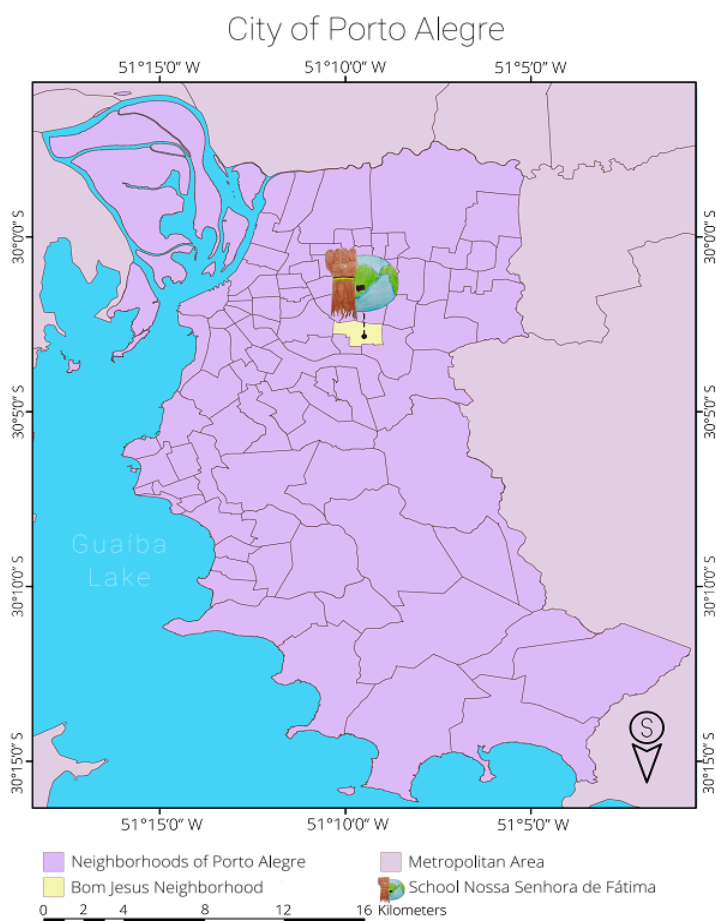 City of Porto Alegre
51°15'0" W 51°10'0" W 51°5'0" W
30°0'0" S 30°0'0" S
30°5'0" S 30°5'0" S
Guaíba
Lake
30°10'0" S 30°10'0" S
S
30°15'0" S 30°15'0" S
51°15'0" W 51°10'0" W 51°5'0" W
Neighborhoods of Porto Alegre Metropolitan Area
Bom Jesus Neighborhood School Nossa Senhora de Fátima
0 2 4 8 12 16 Kilometers